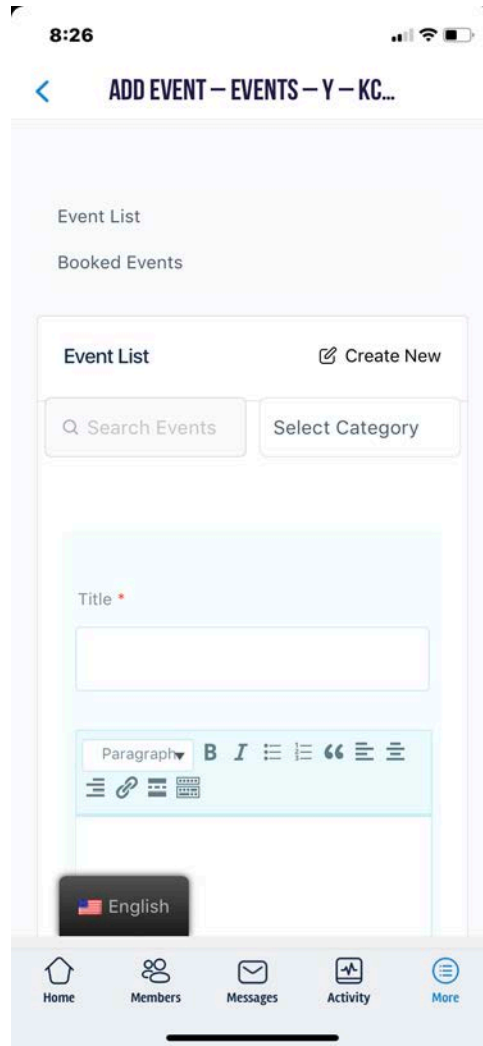 8:26
ADD EVENT – EVENTS – Y – KC...
Event List
Booked Events
Event List
Create New
Search Events
Select Category
Title *
Paragraph
English
Home
Members
Messages
Activity
More